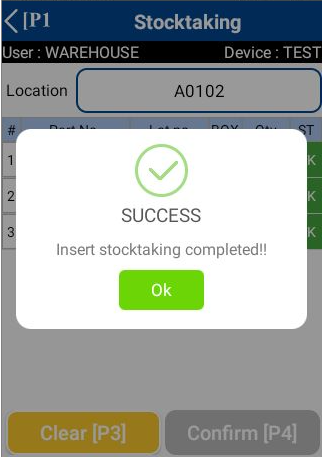 [P1
Stocktaking
User : WAREHOUSE
Device : TEST
Location
A0102
# Part No Lot no BOX Qty ST
1 K
2 K
3 K
SUCCESS
Insert stocktaking completed!!
Ok
Clear [P3]
Confirm [P4]